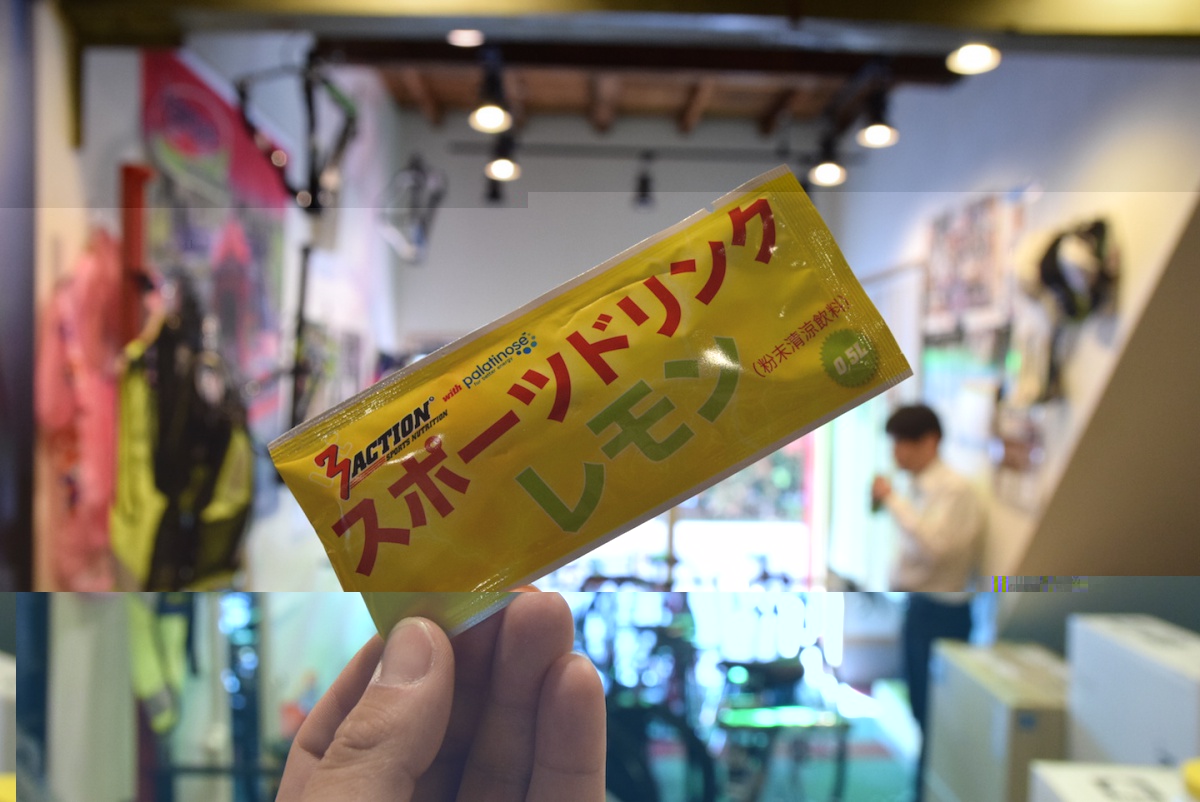 3ACTION
SPORTS NUTRITION
with palatinose
スポーツドリンク
レモン
(粉末清涼飲料)
0.5L